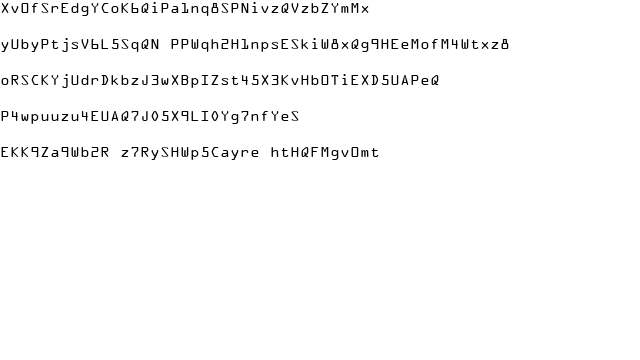 XvOfSrEdgYCoK6QiPa1nq8SPNivzQVzbZYmMx
yUbyPtjsV6L5SqQN PPWqh2H1npsESkiW8xQg9HEeMofM4Wtxz8
oRSCKYjUdrDkbzJ3wXBpIZst45X3KvHbOTiEXD5UAPeQ
P4wpuuzu4EUAQ7J05X9LI0Yg7nfYeS
EKK9Za9Wb2R z7RySHWp5Cayre htHQFMgvOmt